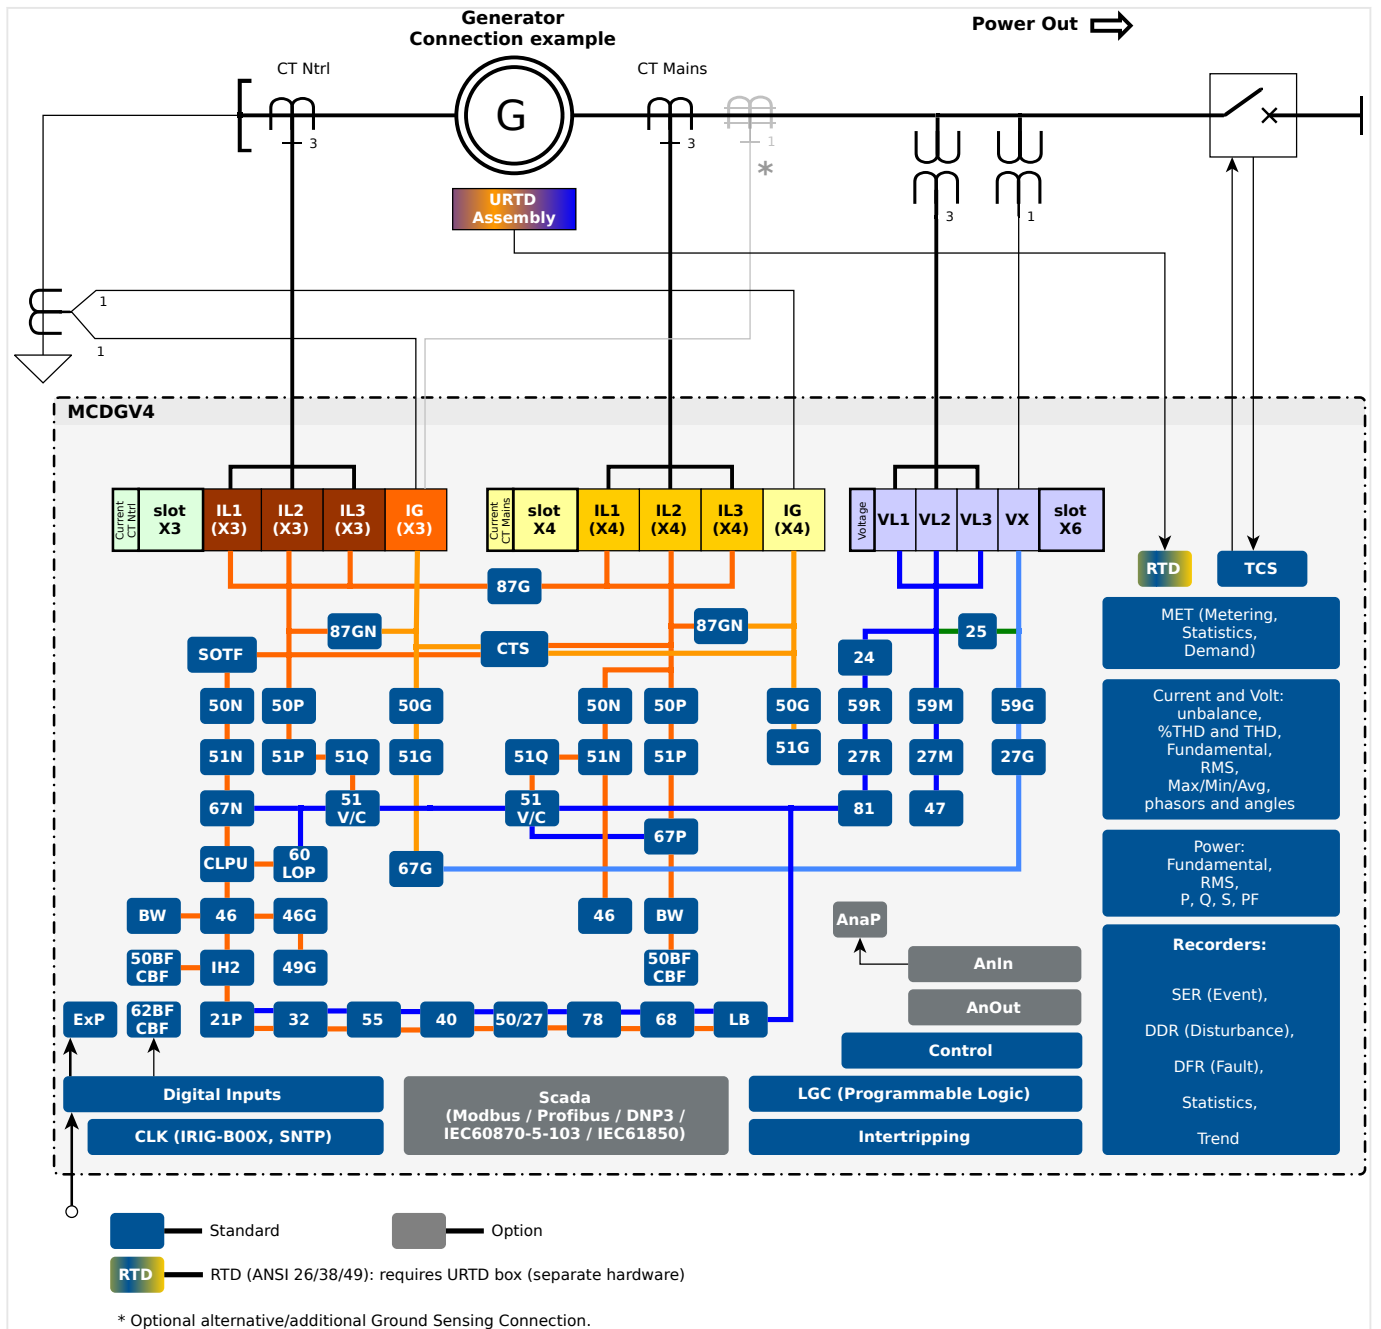 Generator
Connection example
Power Out
CT Ntrl
CT Mains
G
3
3
1
*
URTD
Assembly
3
1
1
1
MCDGV4
Current
CT Ntrl
slot
X3
IL1
(X3)
IL2
(X3)
IL3
(X3)
IG
(X3)
Current
CT Mains
slot
X4
IL1
(X4)
IL2
(X4)
IL3
(X4)
IG
(X4)
Voltage
VL1
VL2
VL3
VX
slot
X6
87G
RTD
TCS
87GN
87GN
25
SOTF
CTS
24
50N
50P
50G
50N
50P
50G
59R
59M
59G
51N
51P
51Q
51G
51Q
51N
51P
51G
27R
27M
27G
67N
51
V/C
51
V/C
67P
81
47
CLPU
60
LOP
67G
BW
46
46G
46
BW
50BF
CBF
IH2
49G
50BF
CBF
ExP
62BF
CBF
21P
32
55
40
50/27
78
68
LB
AnaP
AnIn
AnOut
Control
Digital Inputs
CLK (IRIG-B00X, SNTP)
Scada
(Modbus / Profibus / DNP3 /
IEC60870-5-103 / IEC61850)
LGC (Programmable Logic)
Intertripping
MET (Metering,
Statistics,
Demand)
Current and Volt:
unbalance,
%THD and THD,
Fundamental,
RMS,
Max/Min/Avg,
phasors and angles
Power:
Fundamental,
RMS,
P, Q, S, PF
Recorders:
SER (Event),
DDR (Disturbance),
DFR (Fault),
Statistics,
Trend
Standard
Option
RTD
RTD (ANSI 26/38/49): requires URTD box (separate hardware)
* Optional alternative/additional Ground Sensing Connection.